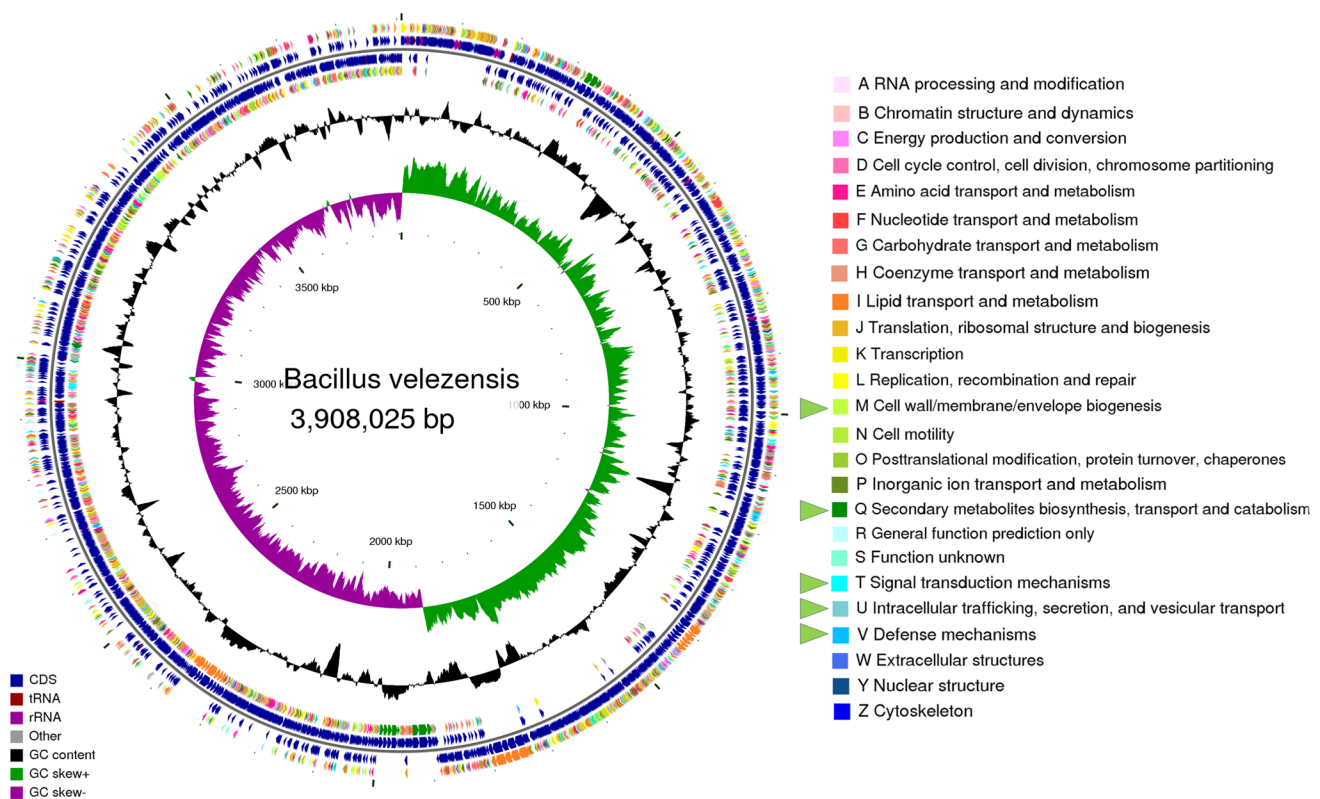 A RNA processing and modification
B Chromatin structure and dynamics
C Energy production and conversion
D Cell cycle control, cell division, chromosome partitioning
E Amino acid transport and metabolism
F Nucleotide transport and metabolism
G Carbohydrate transport and metabolism
H Coenzyme transport and metabolism
I Lipid transport and metabolism
J Translation, ribosomal structure and biogenesis
K Transcription
L Replication, recombination and repair
M Cell wall/membrane/envelope biogenesis
N Cell motility
O Posttranslational modification, protein turnover, chaperones
P Inorganic ion transport and metabolism
Q Secondary metabolites biosynthesis, transport and catabolism
R General function prediction only
S Function unknown
T Signal transduction mechanisms
U Intracellular trafficking, secretion, and vesicular transport
V Defense mechanisms
W Extracellular structures
Y Nuclear structure
Z Cytoskeleton
3500 kbp
500 kbp
3000 k
Bacillus velezensis
1000 kbp
3,908,025 bp
2500 kbp
1500 kbp
2000 kbp
CDS
tRNA
rRNA
Other
GC content
GC skew+
GC skew-